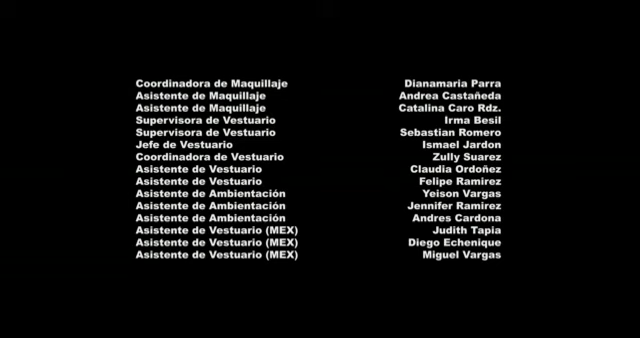 Coordinadora de Maquillaje Dianamaria Parra
Asistente de Maquillaje Andrea Castañeda
Asistente de Maquillaje Catalina Caro Rdz.
Supervisora de Vestuario Irma Besil
Supervisora de Vestuario Sebastian Romero
Jefe de Vestuario Ismael Jardon
Coordinadora de Vestuario Zully Suarez
Asistente de Vestuario Claudia Ordoñez
Asistente de Vestuario Felipe Ramirez
Asistente de Ambientación Yeison Vargas
Asistente de Ambientación Jennifer Ramirez
Asistente de Ambientación Andres Cardona
Asistente de Vestuario (MEX) Judith Tapia
Asistente de Vestuario (MEX) Diego Echenique
Asistente de Vestuario (MEX) Miguel Vargas